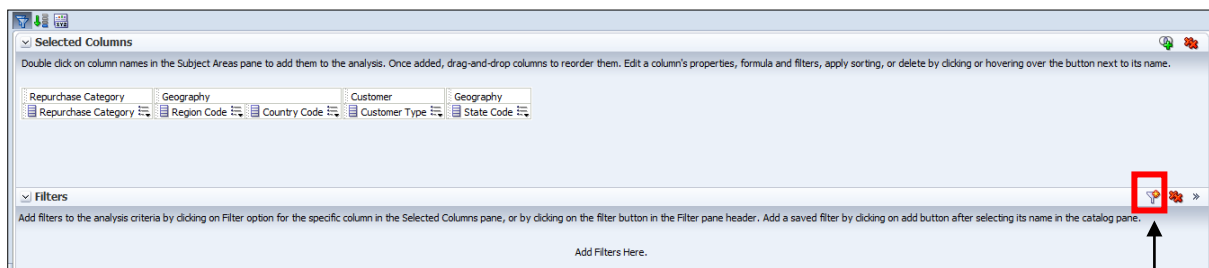 Selected Columns
Double click on column names in the Subject Areas pane to add them to the analysis. Once added, drag-and-drop columns to reorder them. Edit a column's properties, formula and filters, apply sorting, or delete by clicking or hovering over the button next to its name.
Repurchase Category Geography Customer Geography
Repurchase Category Region Code Country Code Customer Type State Code
Filters
Add filters to the analysis criteria by clicking on Filter option for the specific column in the Selected Columns pane, or by clicking on the filter button in the Filter pane header. Add a saved filter by clicking on add button after selecting its name in the catalog pane.
Add Filters Here.